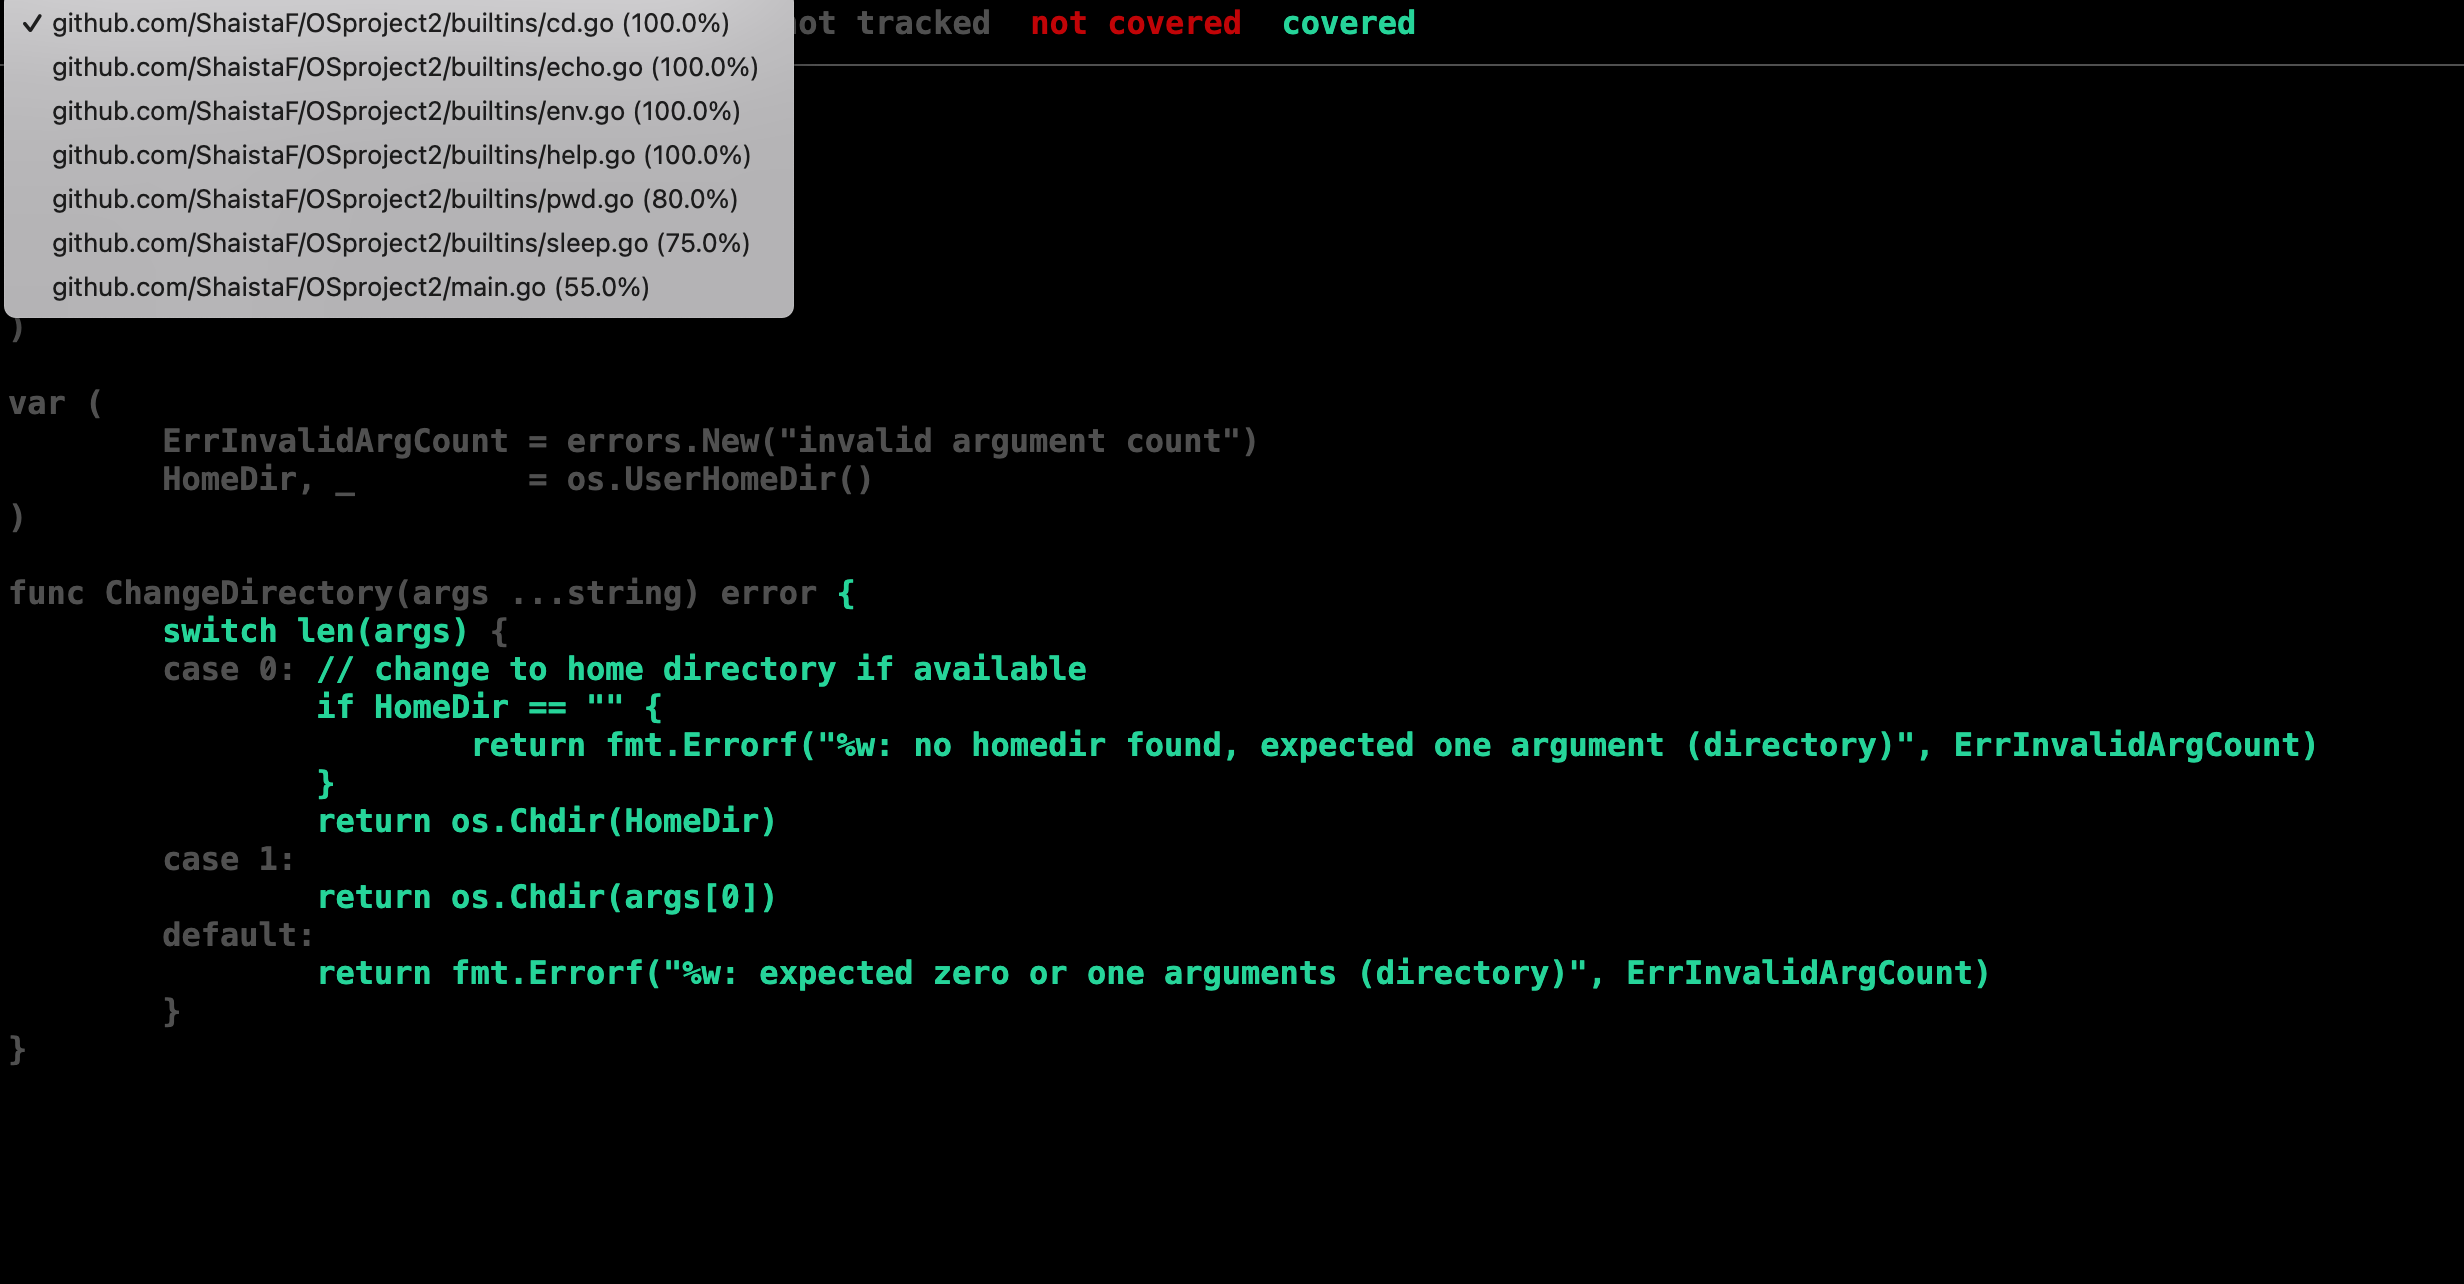 ✓ github.com/ShaistaF/OSproject2/builtins/cd.go (100.0%)
github.com/ShaistaF/OSproject2/builtins/echo.go (100.0%)
github.com/ShaistaF/OSproject2/builtins/env.go (100.0%)
github.com/ShaistaF/OSproject2/builtins/help.go (100.0%)
github.com/ShaistaF/OSproject2/builtins/pwd.go (80.0%)
github.com/ShaistaF/OSproject2/builtins/sleep.go (75.0%)
github.com/ShaistaF/OSproject2/main.go (55.0%)
not tracked not covered covered
)
var (
        ErrInvalidArgCount = errors.New("invalid argument count")
        HomeDir, _         = os.UserHomeDir()
)
func ChangeDirectory(args ...string) error {
        switch len(args) {
        case 0: // change to home directory if available
                if HomeDir == "" {
                        return fmt.Errorf("%w: no homedir found, expected one argument (directory)", ErrInvalidArgCount)
                }
                return os.Chdir(HomeDir)
        case 1:
                return os.Chdir(args[0])
        default:
                return fmt.Errorf("%w: expected zero or one arguments (directory)", ErrInvalidArgCount)
        }
}